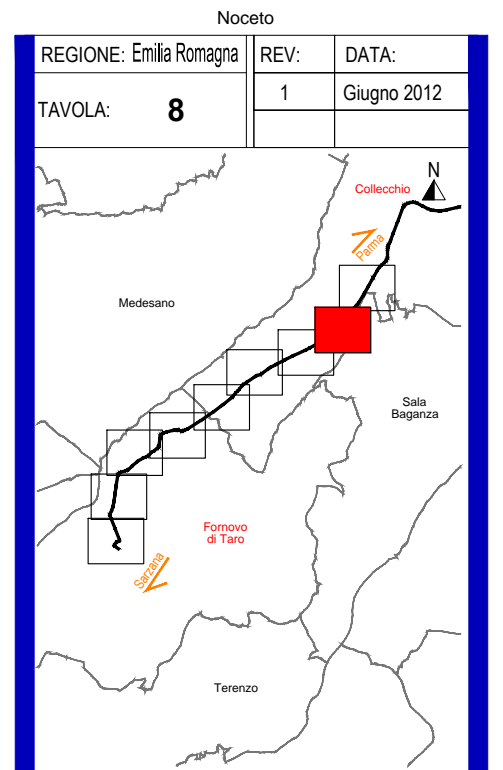 Noceto
REGIONE: Emilia Romagna REV: DATA:
TAVOLA: 8 1 Giugno 2012
N
Collecchio
Parma
Medesano
Sala
Baganza
Fornovo
di Taro
Sarzana
Terenzo